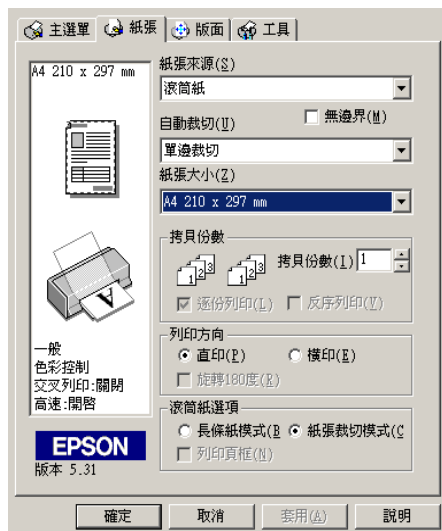 主選單 紙張 版面 工具
A4 210 x 297 mm
紙張來源(S)
滾筒紙
自動裁切(U) 無邊界(M)
單邊裁切
紙張大小(Z)
A4 210 x 297 mm
拷貝份數
拷貝份數(I) 1
逐份列印(L) 反序列印(V)
列印方向
直印(P) 橫印(E)
旋轉180度(R)
滾筒紙選項
長條紙模式(B 紙張裁切模式(C
列印頁框(N)
一般
色彩控制
交叉列印:關閉
高速:開啓
EPSON
版本 5.31
確定 取消 套用(A) 說明